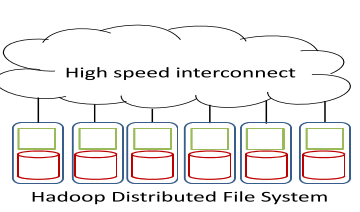 High speed interconnect
Hadoop Distributed File System